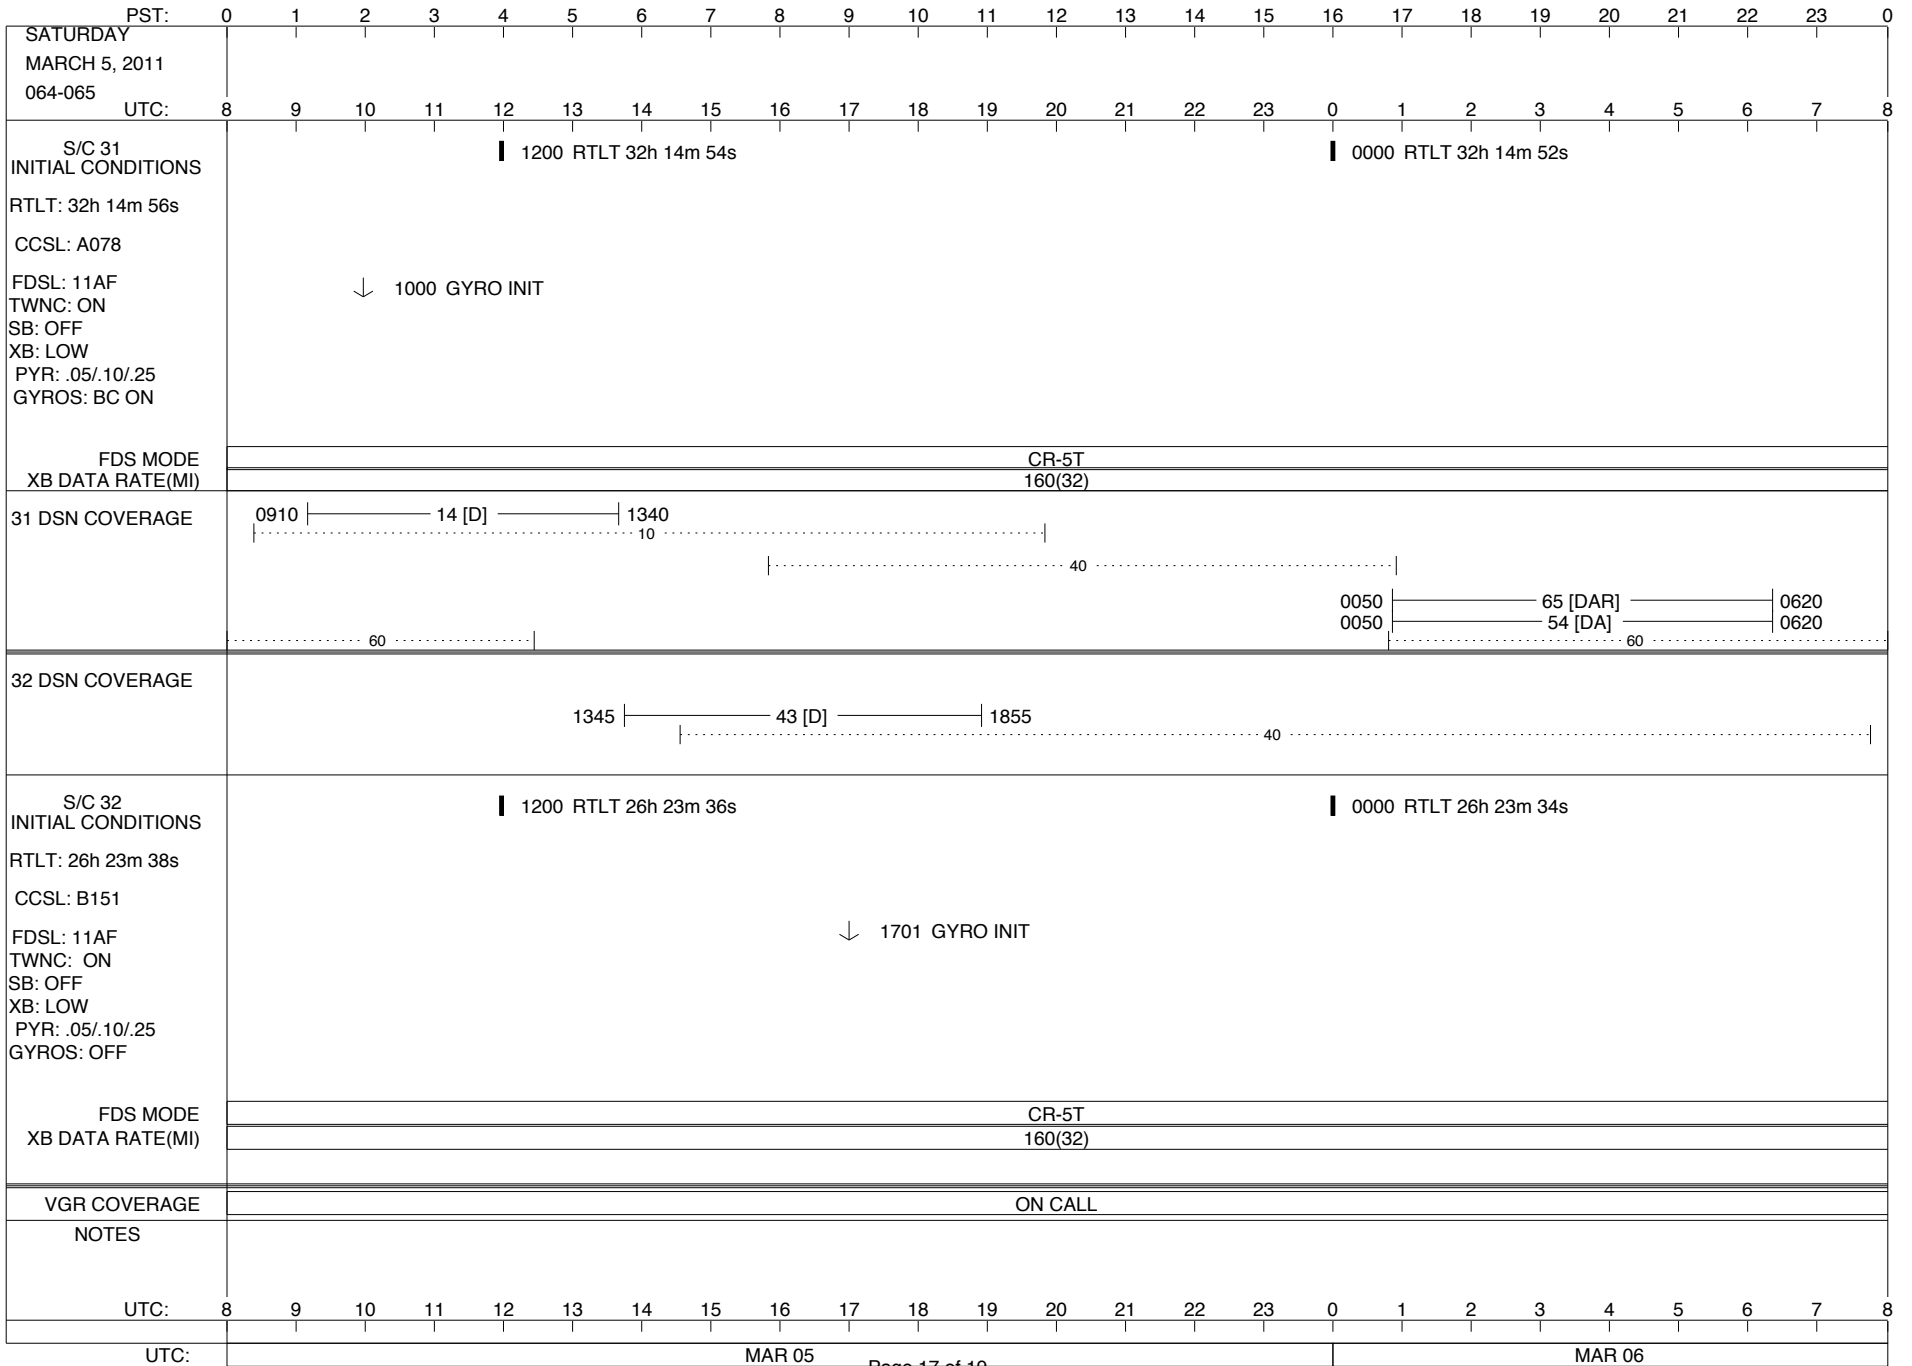 PST: 0 1 2 3 4 5 6 7 8 9 10 11 12 13 14 15 16 17 18 19 20 21 22 23 0
SATURDAY
MARCH 5, 2011
064-065
UTC: 8 9 10 11 12 13 14 15 16 17 18 19 20 21 22 23 0 1 2 3 4 5 6 7 8
S/C 31
INITIAL CONDITIONS
1200 RTLT 32h 14m 54s
0000 RTLT 32h 14m 52s
RTLT: 32h 14m 56s
CCSL: A078
FDSL: 11AF
1000 GYRO INIT
TWNC: ON
SB: OFF
XB: LOW
PYR: .05/.10/.25
GYROS: BC ON
FDS MODE CR-5T
XB DATA RATE(MI) 160(32)
31 DSN COVERAGE
0910 14 [D] 1340
10
40
0050 65 [DAR] 0620
0050 54 [DA] 0620
60 60
32 DSN COVERAGE
1345 43 [D] 1855
40
S/C 32
INITIAL CONDITIONS
1200 RTLT 26h 23m 36s
0000 RTLT 26h 23m 34s
RTLT: 26h 23m 38s
CCSL: B151
FDSL: 11AF
1701 GYRO INIT
TWNC: ON
SB: OFF
XB: LOW
PYR: .05/.10/.25
GYROS: OFF
FDS MODE CR-5T
XB DATA RATE(MI) 160(32)
VGR COVERAGE ON CALL
NOTES
UTC: 8 9 10 11 12 13 14 15 16 17 18 19 20 21 22 23 0 1 2 3 4 5 6 7 8
UTC: MAR 05 MAR 06
Page 17 of 19